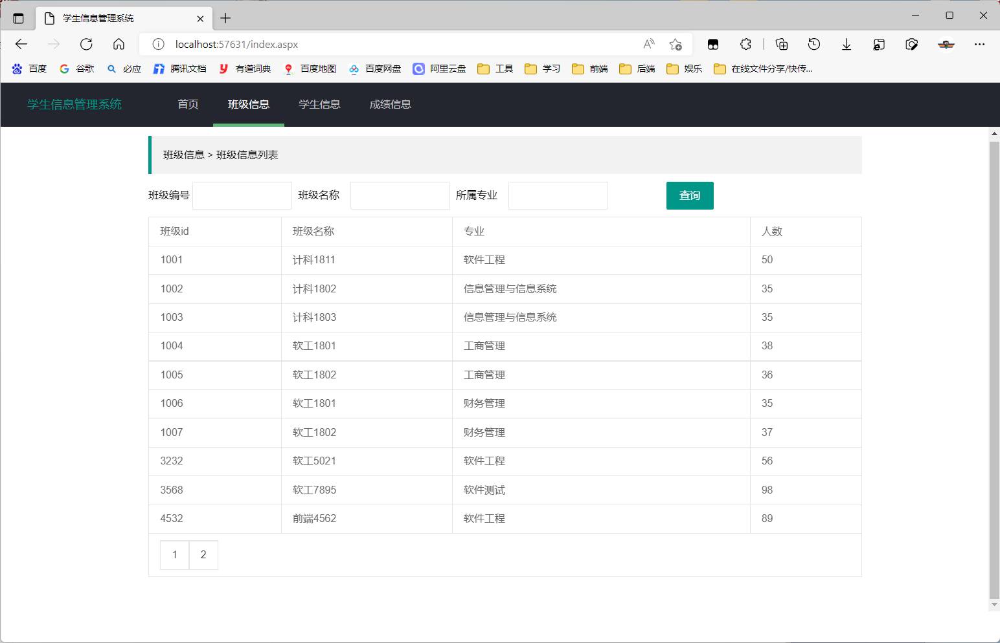 学生信息管理系统
localhost:57631/index.aspx
百度 谷歌 必应 腾讯文档 有道词典 百度地图 百度网盘 阿里云盘 工具 学习 前端 后端 娱乐 在线文件分享/快传...
学生信息管理系统 首页 班级信息 学生信息 成绩信息
班级信息 > 班级信息列表
班级编号 班级名称 所属专业 查询
班级id 班级名称 专业 人数
1001 计科1811 软件工程 50
1002 计科1802 信息管理与信息系统 35
1003 计科1803 信息管理与信息系统 35
1004 软工1801 工商管理 38
1005 软工1802 工商管理 36
1006 软工1801 财务管理 35
1007 软工1802 财务管理 37
3232 软工5021 软件工程 56
3568 软工7895 软件测试 98
4532 前端4562 软件工程 89
1 2